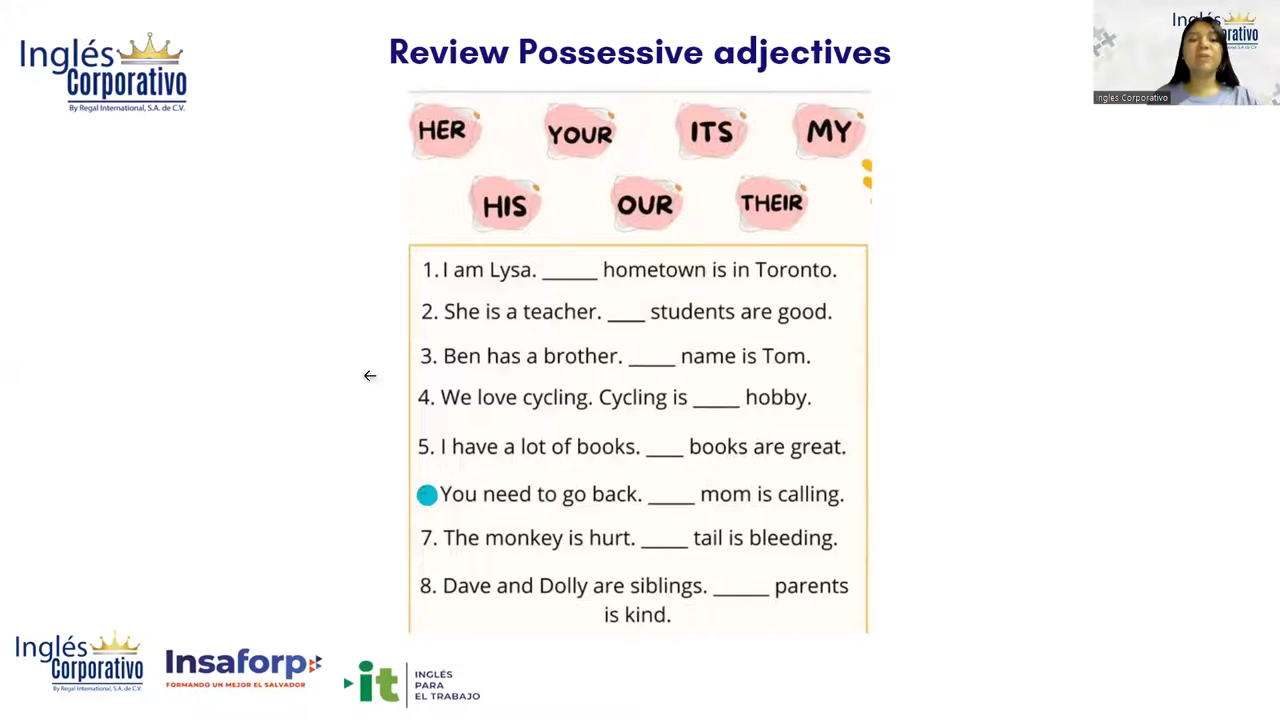 Inglés
Corporativo
By Regal International, S.A. de C.V.
Review Possessive adjectives
Inglés
Corporativo
HER YOUR ITS MY
HIS OUR THEIR
1. I am Lysa. ______ hometown is in Toronto.
2. She is a teacher. ____ students are good.
3. Ben has a brother. _____ name is Tom.
4. We love cycling. Cycling is _____ hobby.
5. I have a lot of books. ____ books are great.
You need to go back. _____ mom is calling.
7. The monkey is hurt. _____ tail is bleeding.
8. Dave and Dolly are siblings. ______ parents
is kind.
Inglés
Corporativo
By Regal International, S.A. de C.V.
Insaforp
FORMANDO UN MEJOR EL SALVADOR
it
INGLÉS
PARA
EL TRABAJO